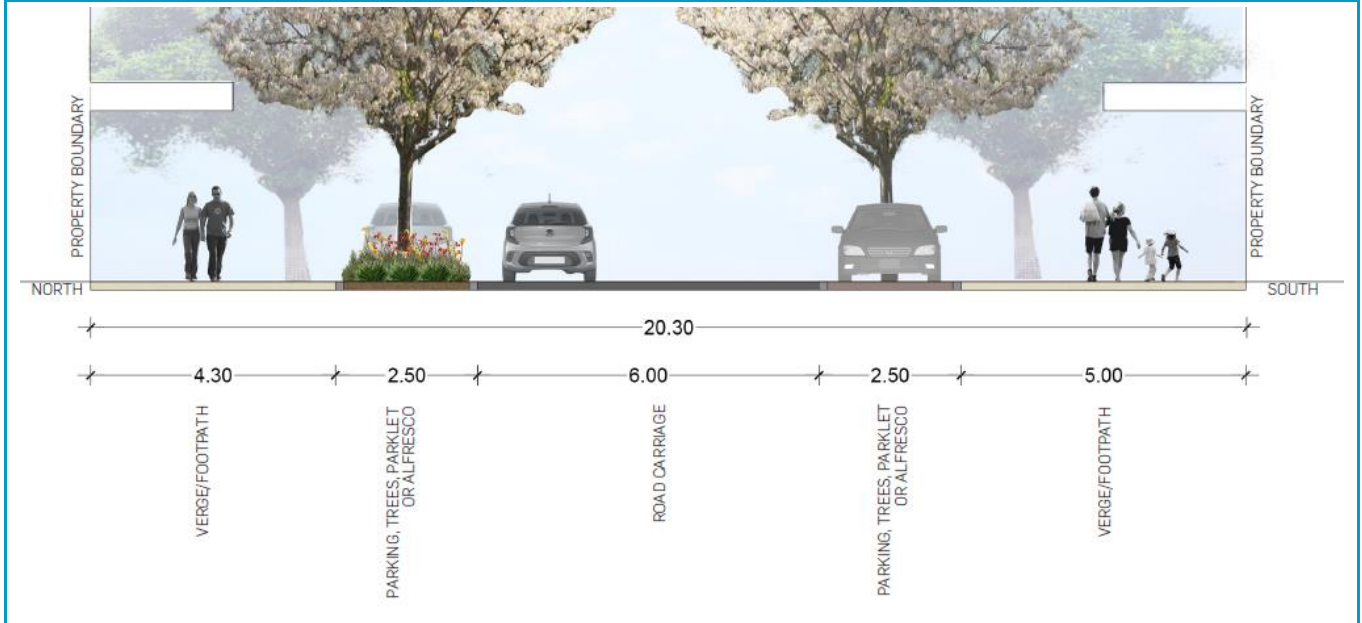 PROPERTY BOUNDARY
PROPERTY BOUNDARY
NORTH
SOUTH
20.30
4.30
2.50
6.00
2.50
5.00
VERGE/FOOTPATH
PARKING, TREES, PARKLET
OR ALFRESCO
ROAD CARRIAGE
PARKING, TREES, PARKLET
OR ALFRESCO
VERGE/FOOTPATH